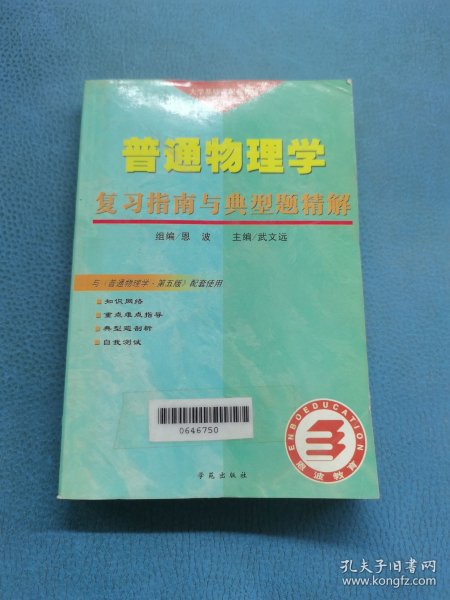 普通物理学
复习指南与典型题精解
组编/恩 波 主编/武文远
与《普通物理学·第五版》配套使用
知识网络
重点难点指导
典型题剖析
自我测试
0646750
ENBOEDUCATION
恩波教育
学苑出版社
孔夫子旧书网
www.kongfz.com